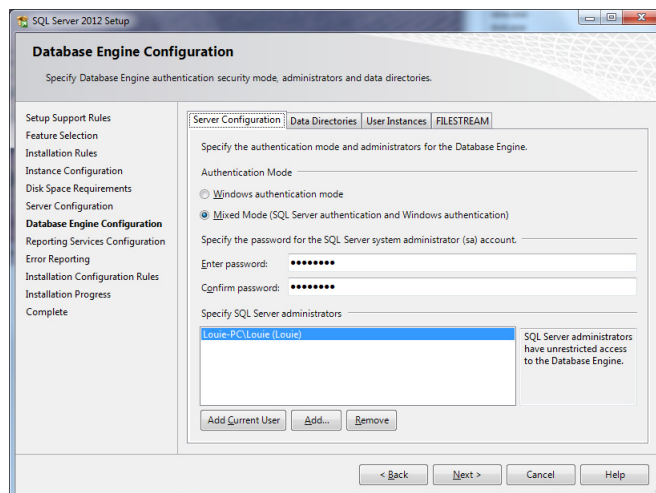 SQL Server 2012 Setup
Database Engine Configuration
Specify Database Engine authentication security mode, administrators and data directories.
Setup Support Rules
Feature Selection
Installation Rules
Instance Configuration
Disk Space Requirements
Server Configuration
Database Engine Configuration
Reporting Services Configuration
Error Reporting
Installation Configuration Rules
Installation Progress
Complete
Server Configuration
Data Directories
User Instances
FILESTREAM
Specify the authentication mode and administrators for the Database Engine.
Authentication Mode
Windows authentication mode
Mixed Mode (SQL Server authentication and Windows authentication)
Specify the password for the SQL Server system administrator (sa) account.
Enter password:
●●●●●●●●
Confirm password:
●●●●●●●●
Specify SQL Server administrators
Louie-PC\Louie (Louie)
SQL Server administrators
have unrestricted access
to the Database Engine.
Add Current User
Add...
Remove
< Back
Next >
Cancel
Help